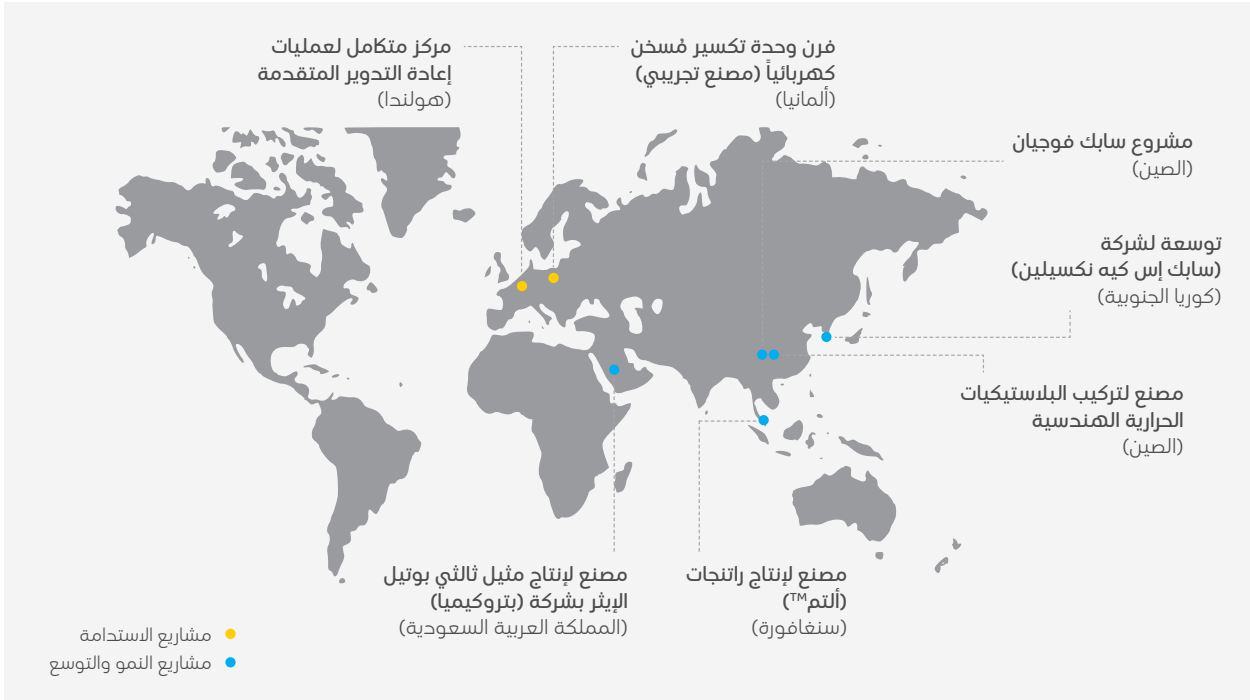 فرن وحدة تكسير مُسخن
كهربائياً (مصنع تجريبي)
(ألمانيا)
مركز متكامل لعمليات
إعادة التدوير المتقدمة
(هولندا)
مشروع سابك فوجيان
(الصين)
توسعة لشركة
(سابك إس كيه نكسيلين)
(كوريا الجنوبية)
مصنع لتركيب البلاستيكيات
الحرارية الهندسية
(الصين)
مصنع لإنتاج راتنجات
(ألتم™)
(سنغافورة)
مصنع لإنتاج مثيل ثالثي بوتيل
الإيثر بشركة (بتروكيميا)
(المملكة العربية السعودية)
مشاريع الاستدامة
مشاريع النمو والتوسع